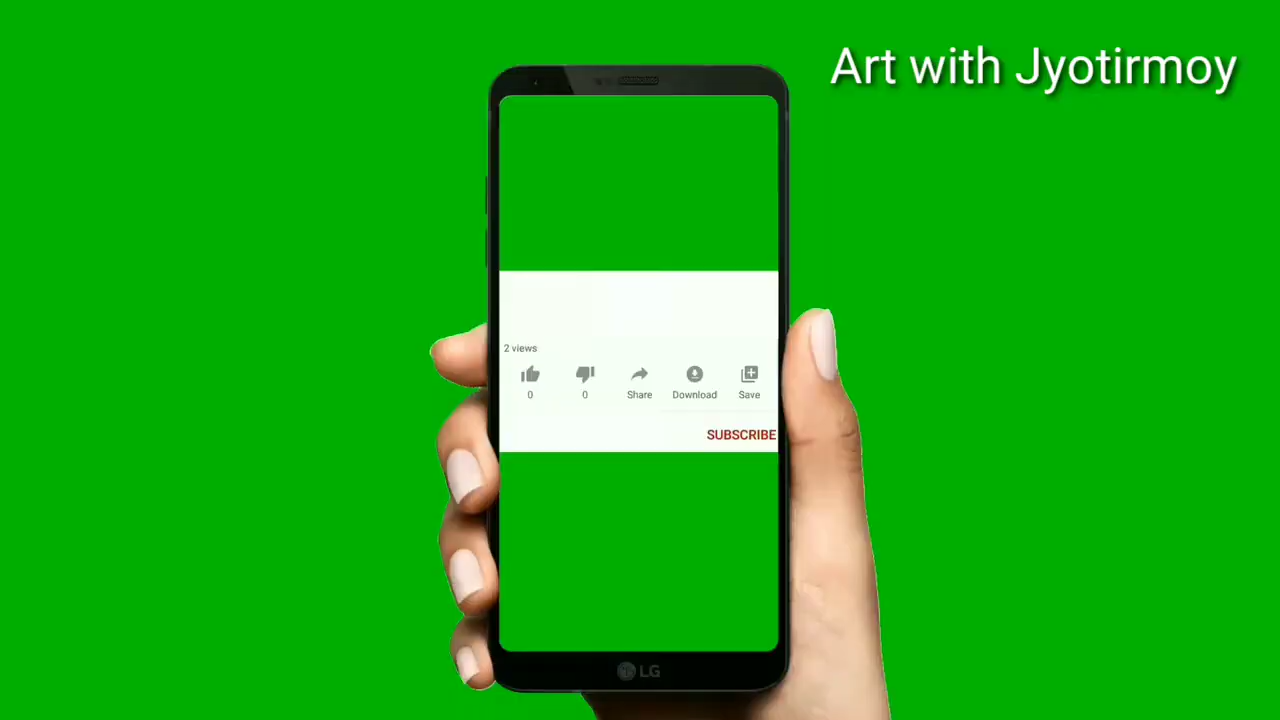 Art with Jyotirmoy
2 views
0 0 Share Download Save
SUBSCRIBE
LG